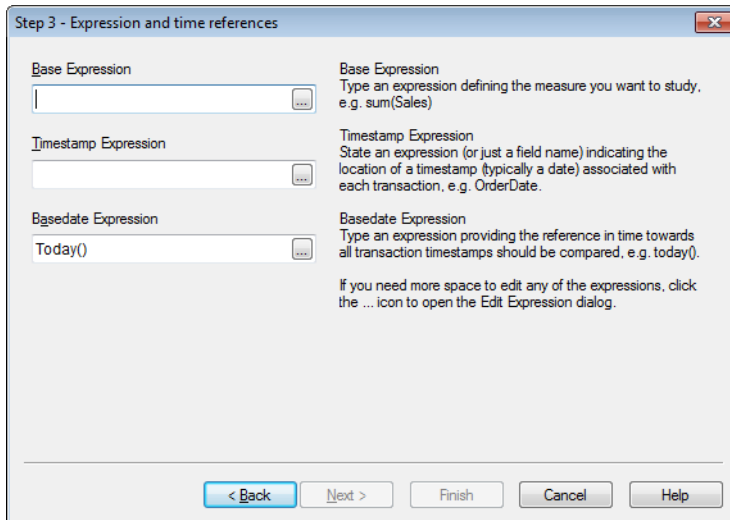 Step 3 - Expression and time references
Base Expression
...
Timestamp Expression
...
Basedate Expression
Today()
...
Base Expression
Type an expression defining the measure you want to study,
e.g. sum(Sales)
Timestamp Expression
State an expression (or just a field name) indicating the
location of a timestamp (typically a date) associated with
each transaction, e.g. OrderDate.
Basedate Expression
Type an expression providing the reference in time towards
all transaction timestamps should be compared, e.g. today().
If you need more space to edit any of the expressions, click
the ... icon to open the Edit Expression dialog.
< Back
Next >
Finish
Cancel
Help